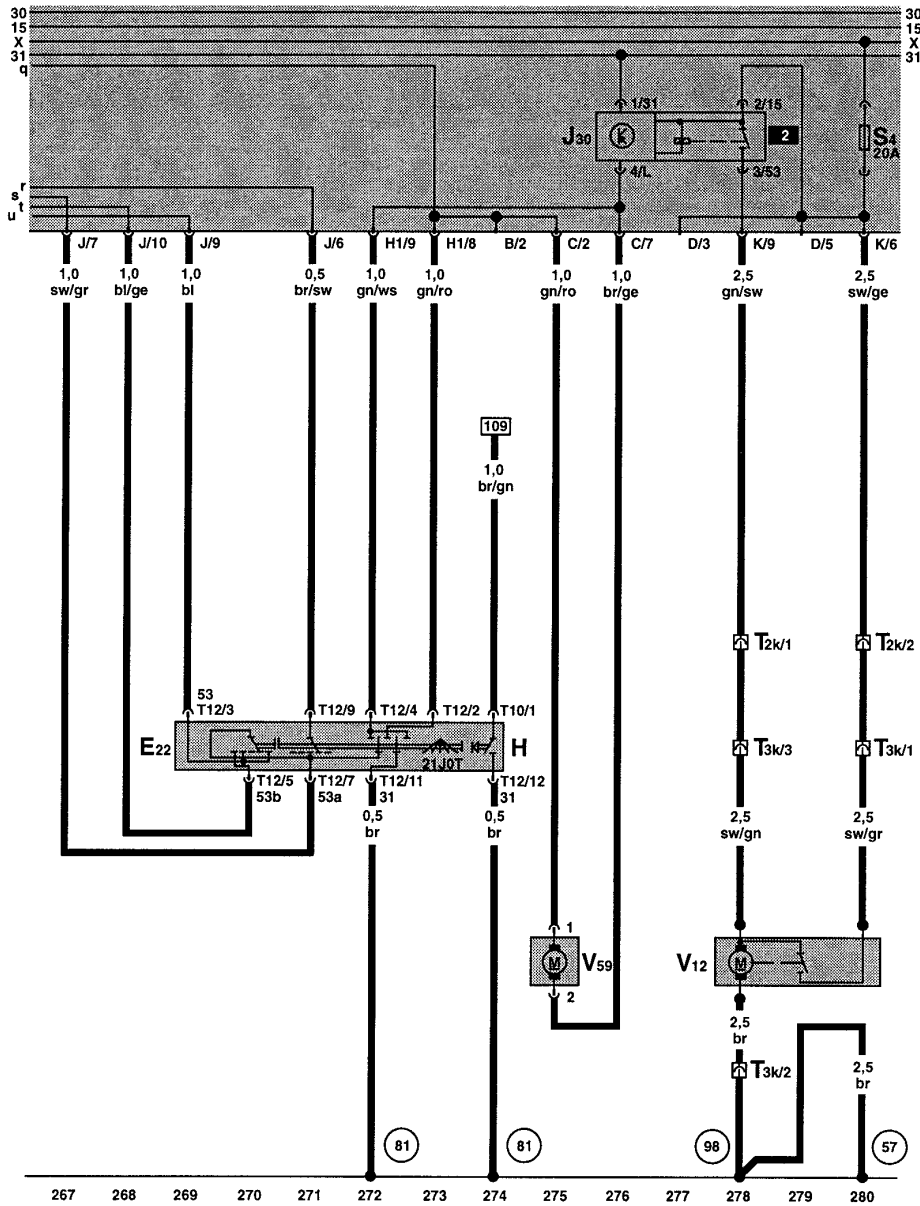 30 30
15 15
X X
31 31
q
1/31 2/15
J30 K 2 S4
20A
4/L 3/53
r
s
t
u
J/7 J/10 J/9 J/6 H1/9 H1/8 B/2 C/2 C/7 D/3 K/9 D/5 K/6
1,0 1,0 1,0 0,5 1,0 1,0 1,0 1,0 2,5 2,5
sw/gr bl/ge bl br/sw gn/ws gn/ro gn/ro br/ge gn/sw sw/ge
109
1,0
br/gn
T2k/1 T2k/2
53
T12/3 T12/9 T12/4 T12/2 T10/1
E22 H T3k/3 T3k/1
21J0T
T12/5 T12/7 T12/11 T12/12
53b 53a 31 31
0,5 0,5 2,5 2,5
br br sw/gn sw/gr
1
M V59 V12 M
2
2,5
br
T3k/2 2,5
br
81 81 98 57
267 268 269 270 271 272 273 274 275 276 277 278 279 280